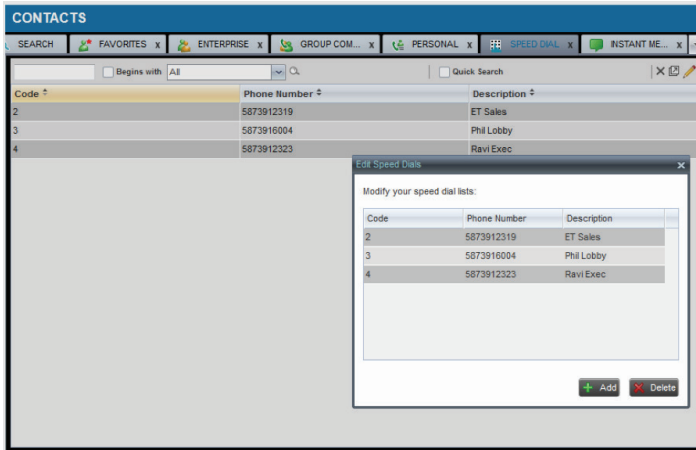 CONTACTS
SEARCH FAVORITES X ENTERPRISE X GROUP COM... X PERSONAL X SPEED DIAL X INSTANT ME... X
Begins with All Quick Search
Code Phone Number Description
2 5873912319 ET Sales
3 5873916004 Phil Lobby
4 5873912323 Ravi Exec
Edit Speed Dials
Modify your speed dial lists:
Code Phone Number Description
2 5873912319 ET Sales
3 5873916004 Phil Lobby
4 5873912323 Ravi Exec
Add Delete